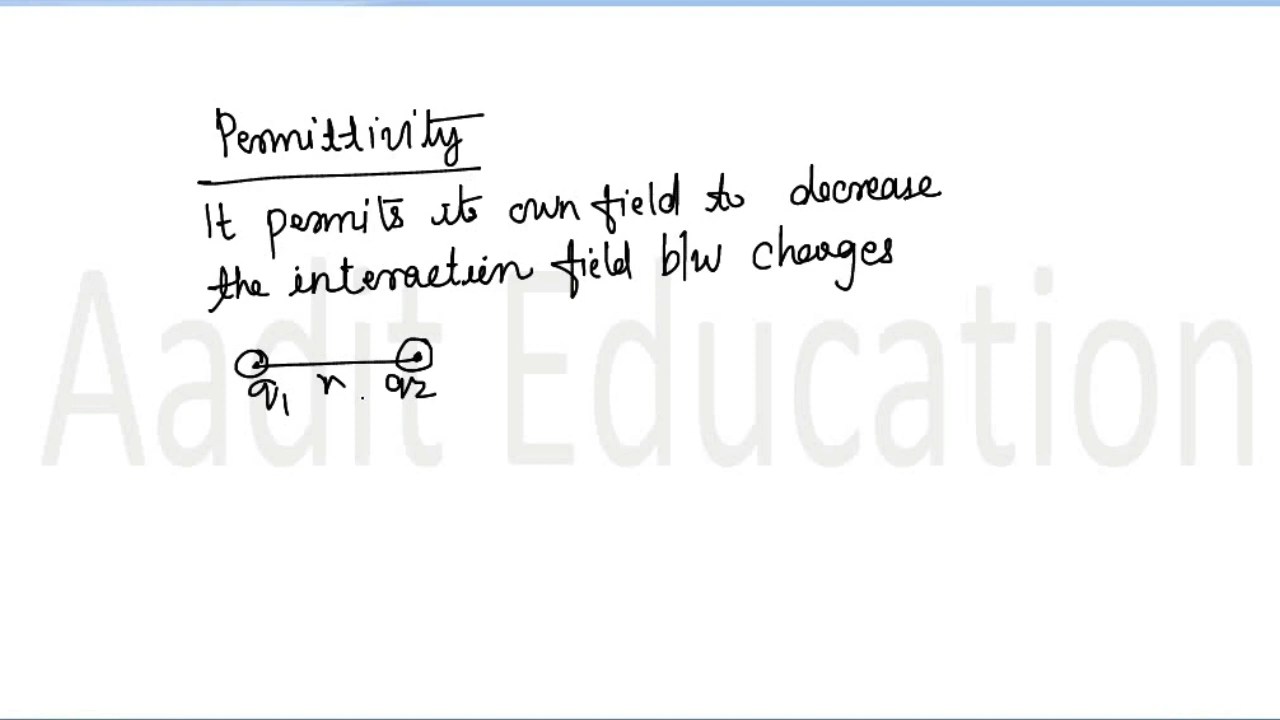 Permittivity
It permits its own field to decrease
the interaction field b/w charges
q1 r q2
Aadit Education